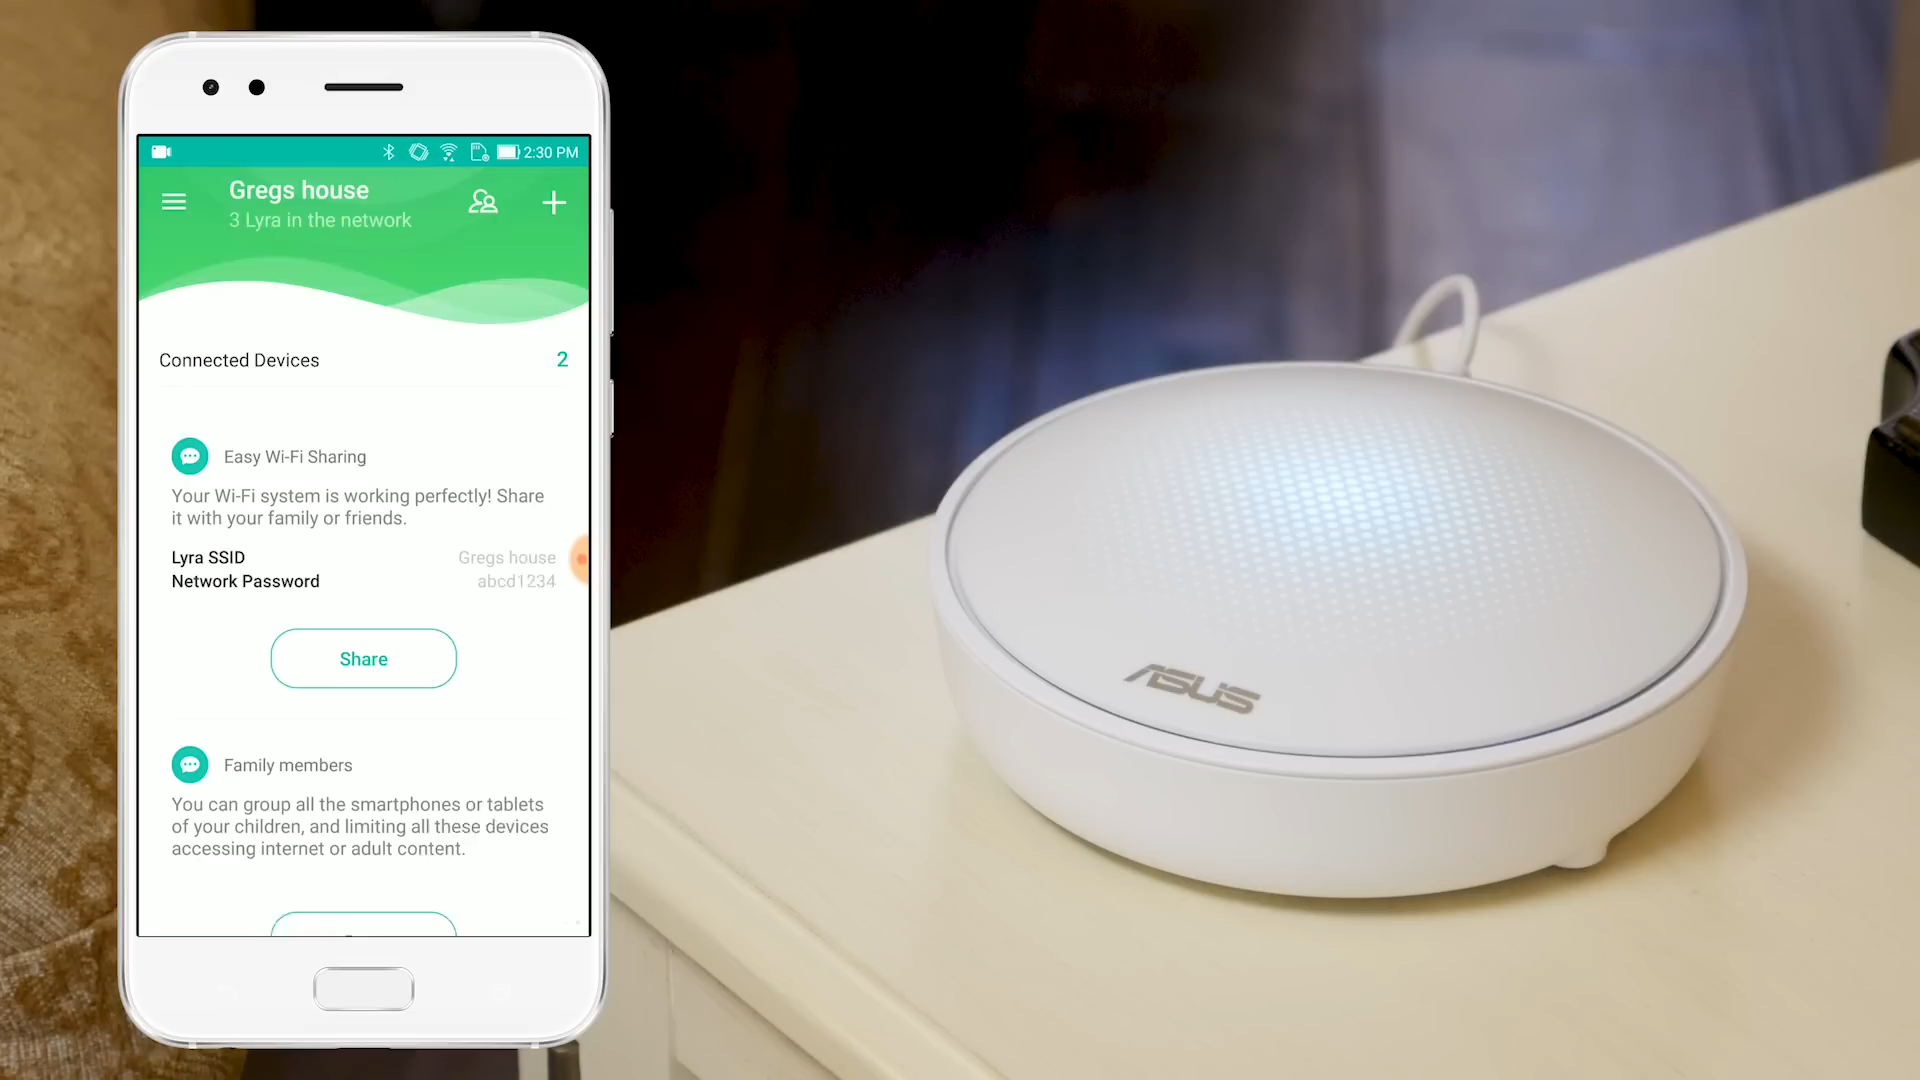 2:30 PM
Gregs house
3 Lyra in the network
Connected Devices 2
Easy Wi-Fi Sharing
Your Wi-Fi system is working perfectly! Share
it with your family or friends.
Lyra SSID Gregs house
Network Password abcd1234
Share
Family members
You can group all the smartphones or tablets
of your children, and limiting all these devices
accessing internet or adult content.
ASUS